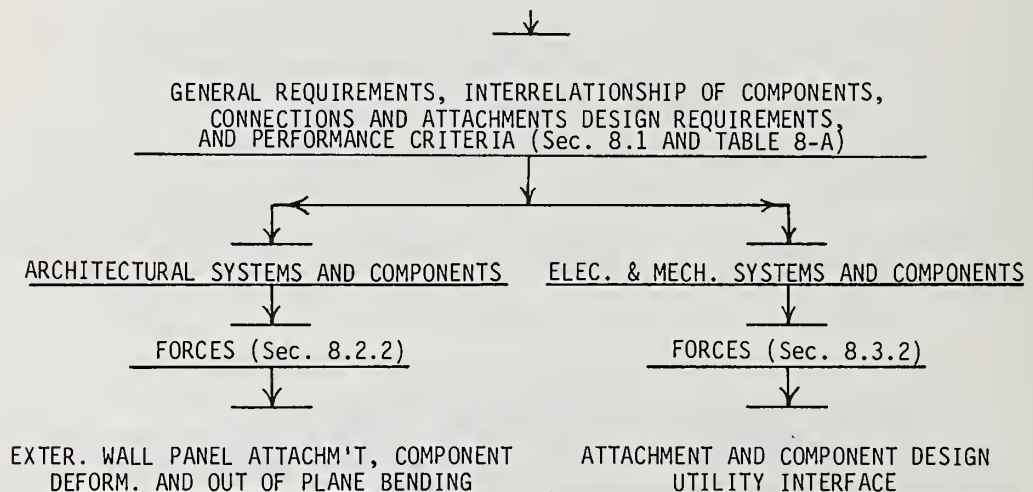 GENERAL REQUIREMENTS, INTERRELATIONSHIP OF COMPONENTS,
CONNECTIONS AND ATTACHMENTS DESIGN REQUIREMENTS,
AND PERFORMANCE CRITERIA (Sec. 8.1 AND TABLE 8-A)
ARCHITECTURAL SYSTEMS AND COMPONENTS
ELEC. & MECH. SYSTEMS AND COMPONENTS
FORCES (Sec. 8.2.2)
FORCES (Sec. 8.3.2)
EXTER. WALL PANEL ATTACHM'T, COMPONENT
DEFORM. AND OUT OF PLANE BENDING
ATTACHMENT AND COMPONENT DESIGN
UTILITY INTERFACE